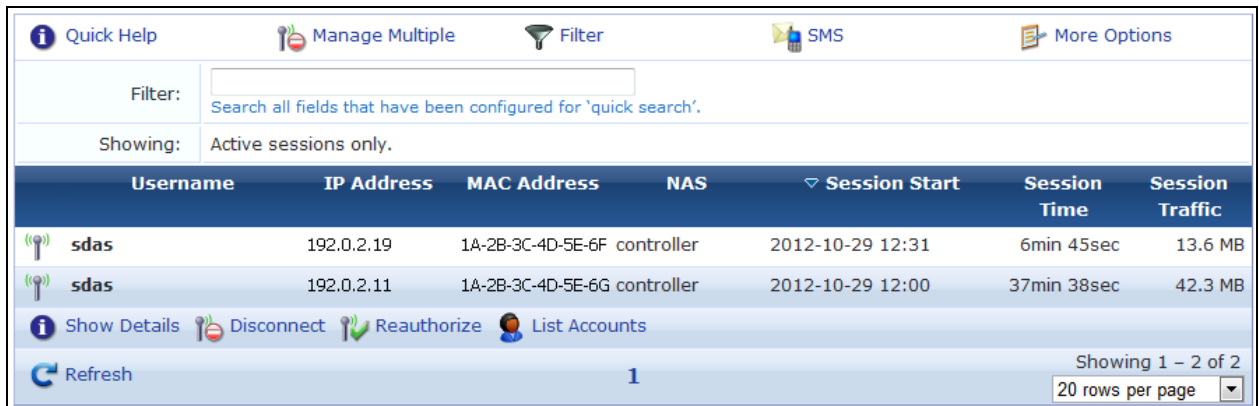 Quick Help Manage Multiple Filter SMS More Options
Filter:
Search all fields that have been configured for 'quick search'.
Showing: Active sessions only.
Username IP Address MAC Address NAS Session Start Session Time Session Traffic
sdas 192.0.2.19 1A-2B-3C-4D-5E-6F controller 2012-10-29 12:31 6min 45sec 13.6 MB
sdas 192.0.2.11 1A-2B-3C-4D-5E-6G controller 2012-10-29 12:00 37min 38sec 42.3 MB
Show Details Disconnect Reauthorize List Accounts
Refresh 1 Showing 1 – 2 of 2
20 rows per page